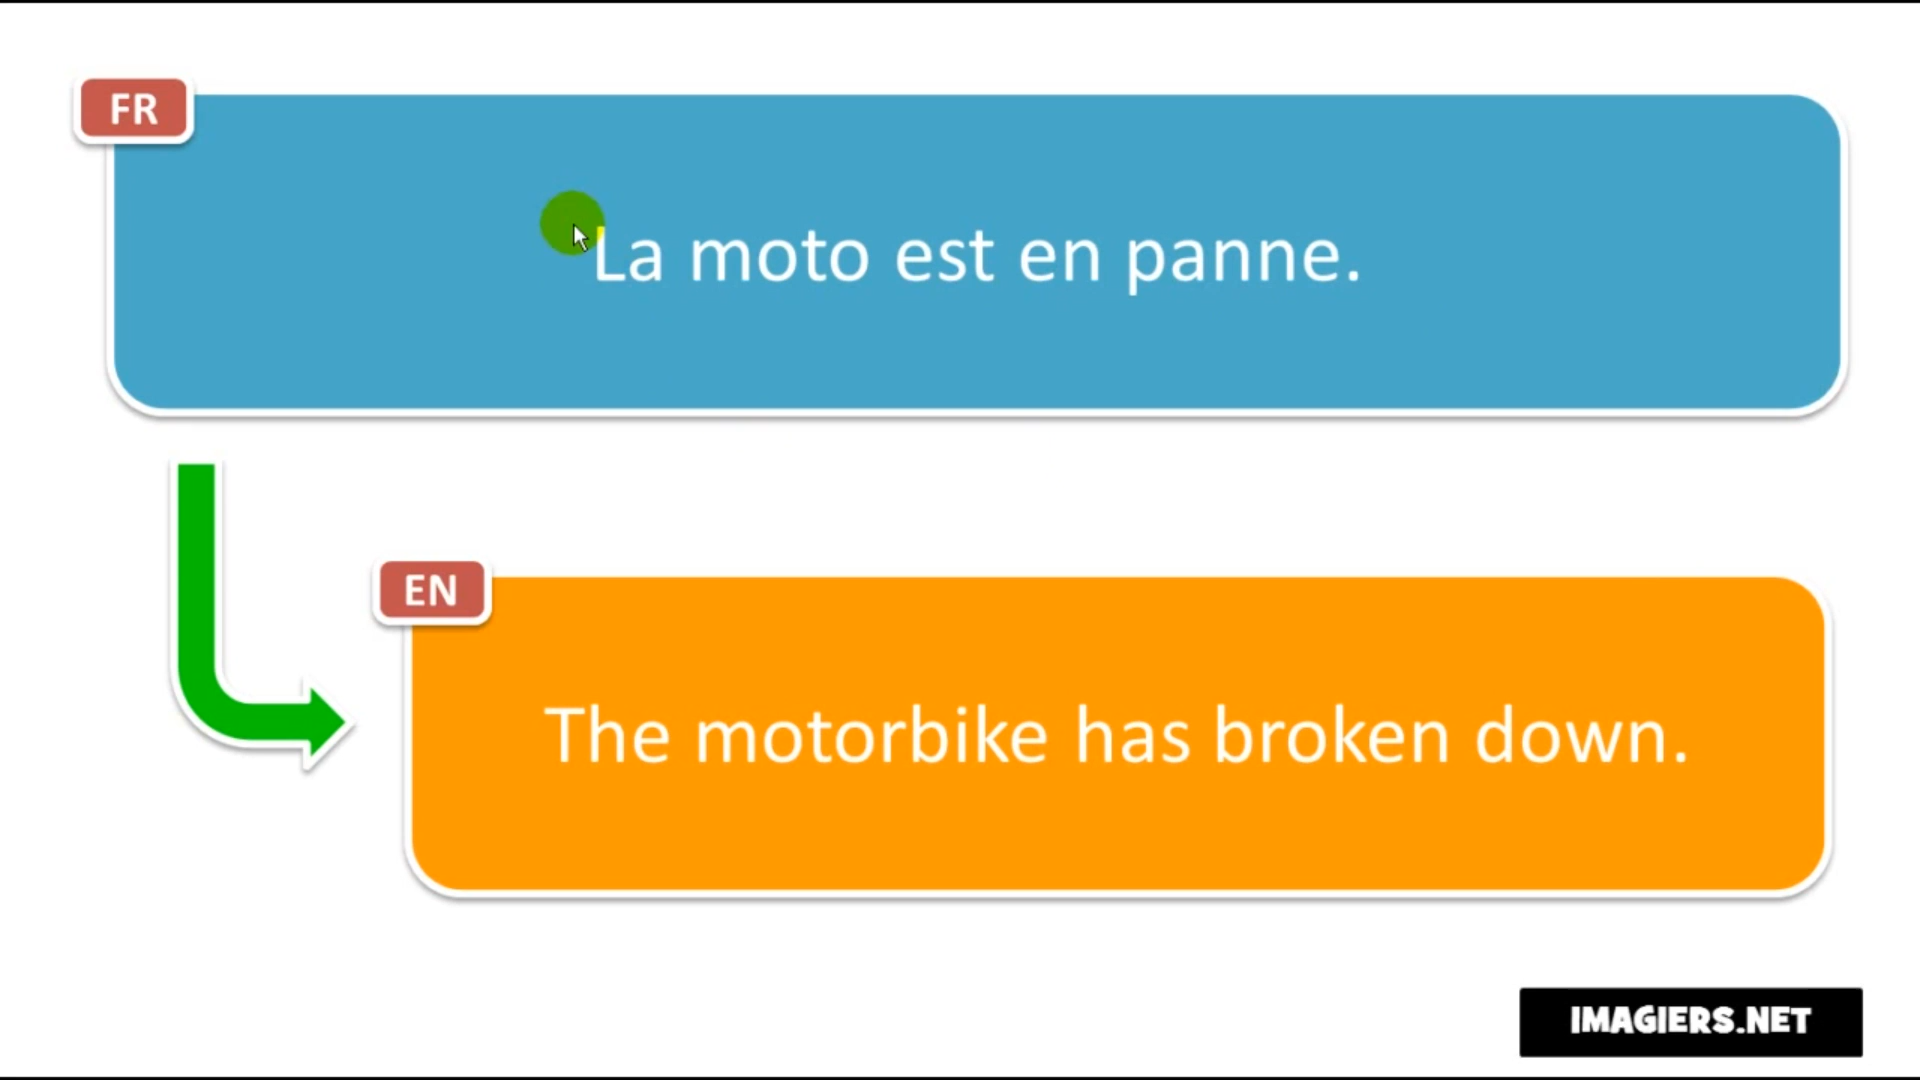 FR
La moto est en panne.
EN
The motorbike has broken down.
IMAGIERS.NET